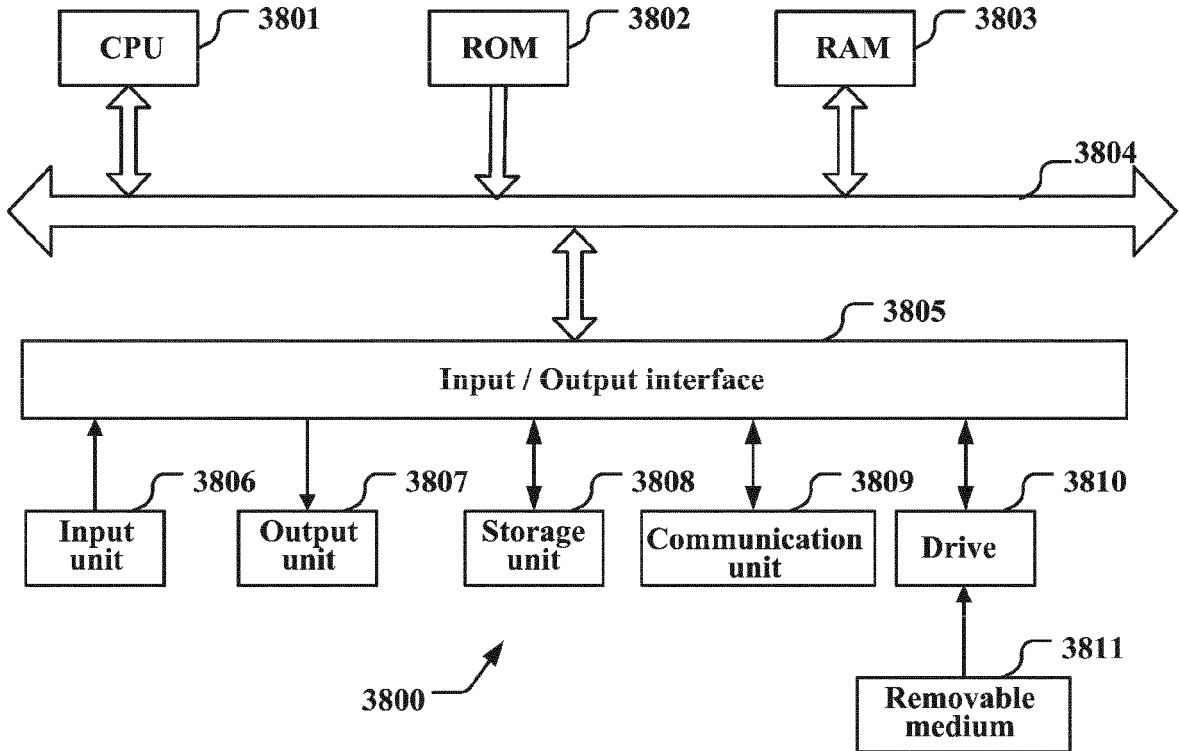 3801
3802
3803
CPU
ROM
RAM
3804
3805
Input / Output interface
3806
3807
3808
3809
3810
Input
unit
Output
unit
Storage
unit
Communication
unit
Drive
3800
3811
Removable
medium